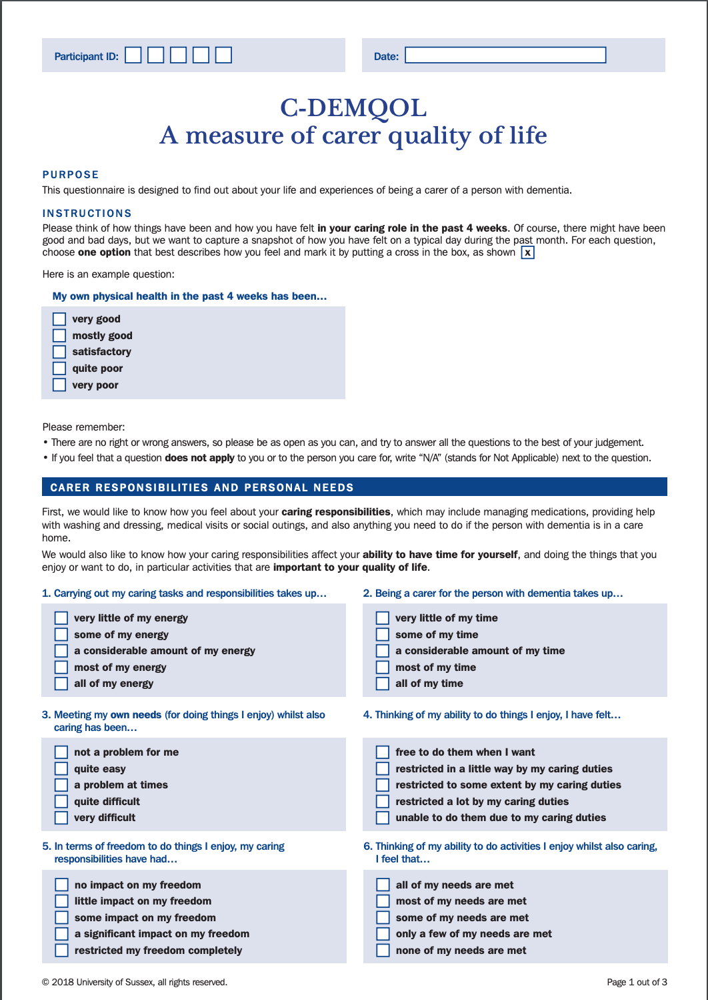 Participant ID:
Date:
C-DEMQOL
A measure of carer quality of life
PURPOSE
This questionnaire is designed to find out about your life and experiences of being a carer of a person with dementia.
INSTRUCTIONS
Please think of how things have been and how you have felt in your caring role in the past 4 weeks. Of course, there might have been
good and bad days, but we want to capture a snapshot of how you have felt on a typical day during the past month. For each question,
choose one option that best describes how you feel and mark it by putting a cross in the box, as shown x
Here is an example question:
My own physical health in the past 4 weeks has been…
very good
mostly good
satisfactory
quite poor
very poor
Please remember:
• There are no right or wrong answers, so please be as open as you can, and try to answer all the questions to the best of your judgement.
• If you feel that a question does not apply to you or to the person you care for, write “N/A” (stands for Not Applicable) next to the question.
CARER RESPONSIBILITIES AND PERSONAL NEEDS
First, we would like to know how you feel about your caring responsibilities, which may include managing medications, providing help
with washing and dressing, medical visits or social outings, and also anything you need to do if the person with dementia is in a care
home.
We would also like to know how your caring responsibilities affect your ability to have time for yourself, and doing the things that you
enjoy or want to do, in particular activities that are important to your quality of life.
1. Carrying out my caring tasks and responsibilities takes up…
very little of my energy
some of my energy
a considerable amount of my energy
most of my energy
all of my energy
2. Being a carer for the person with dementia takes up…
very little of my time
some of my time
a considerable amount of my time
most of my time
all of my time
3. Meeting my own needs (for doing things I enjoy) whilst also
caring has been…
not a problem for me
quite easy
a problem at times
quite difficult
very difficult
4. Thinking of my ability to do things I enjoy, I have felt…
free to do them when I want
restricted in a little way by my caring duties
restricted to some extent by my caring duties
restricted a lot by my caring duties
unable to do them due to my caring duties
5. In terms of freedom to do things I enjoy, my caring
responsibilities have had…
no impact on my freedom
little impact on my freedom
some impact on my freedom
a significant impact on my freedom
restricted my freedom completely
6. Thinking of my ability to do activities I enjoy whilst also caring,
I feel that…
all of my needs are met
most of my needs are met
some of my needs are met
only a few of my needs are met
none of my needs are met
© 2018 University of Sussex, all rights reserved.
Page 1 out of 3